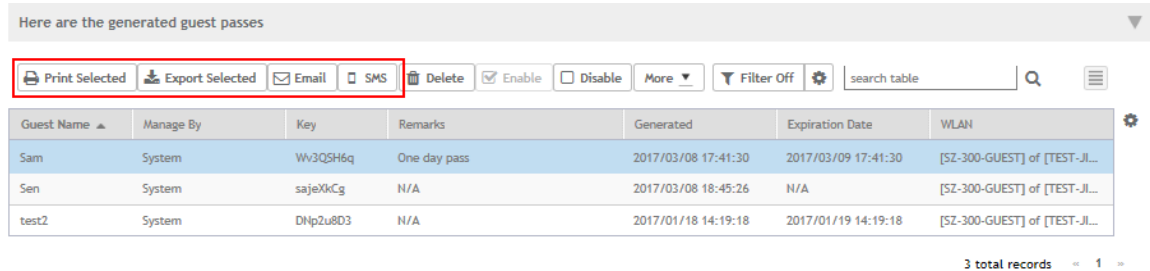 Here are the generated guest passes
Print Selected Export Selected Email SMS Delete Enable Disable More Filter Off search table
Guest Name Manage By Key Remarks Generated Expiration Date WLAN
Sam System Wv3QSH6q One day pass 2017/03/08 17:41:30 2017/03/09 17:41:30 [SZ-300-GUEST] of [TEST-JI...
Sen System sajeXkCg N/A 2017/03/08 18:45:26 N/A [SZ-300-GUEST] of [TEST-JI...
test2 System DNp2u8D3 N/A 2017/01/18 14:19:18 2017/01/19 14:19:18 [SZ-300-GUEST] of [TEST-JI...
3 total records « 1 »